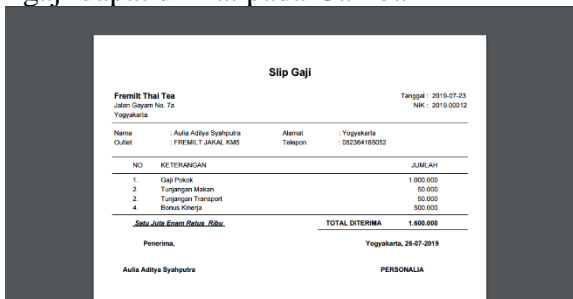 Slip Gaji
Fremilt Thai Tea Tanggal : 2019-07-23
Jalan Gayam No. 7a NIK : 2019.00012
Yogyakarta
Nama : Aulia Aditya Syahputra Alamat : Yogyakarta
Outlet : FREMILT JAKAL KM5 Telepon : 082364185052
NO KETERANGAN JUMLAH
1. Gaji Pokok 1.000.000
2. Tunjangan Makan 50.000
2. Tunjangan Transport 50.000
4. Bonus Kinerja 500.000
Satu Juta Enam Ratus Ribu TOTAL DITERIMA 1.600.000
Penerima, Yogyakarta, 26-07-2019
Aulia Aditya Syahputra PERSONALIA